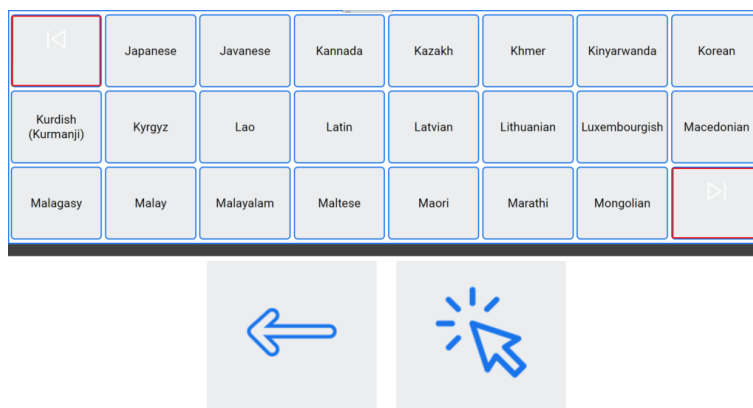 Japanese
Javanese
Kannada
Kazakh
Khmer
Kinyarwanda
Korean
Kurdish
(Kurmanji)
Kyrgyz
Lao
Latin
Latvian
Lithuanian
Luxembourgish
Macedonian
Malagasy
Malay
Malayalam
Maltese
Maori
Marathi
Mongolian